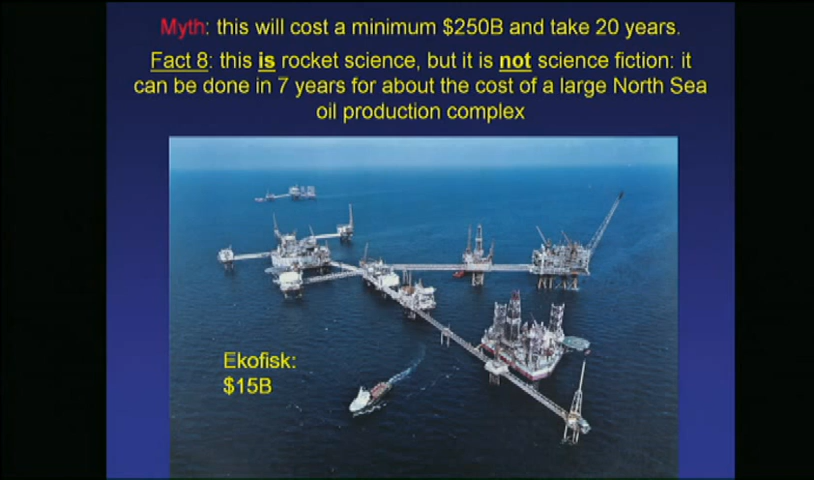 Myth: this will cost a minimum $250B and take 20 years.
Fact 8: this is rocket science, but it is not science fiction: it
can be done in 7 years for about the cost of a large North Sea
oil production complex
Ekofisk:
$15B